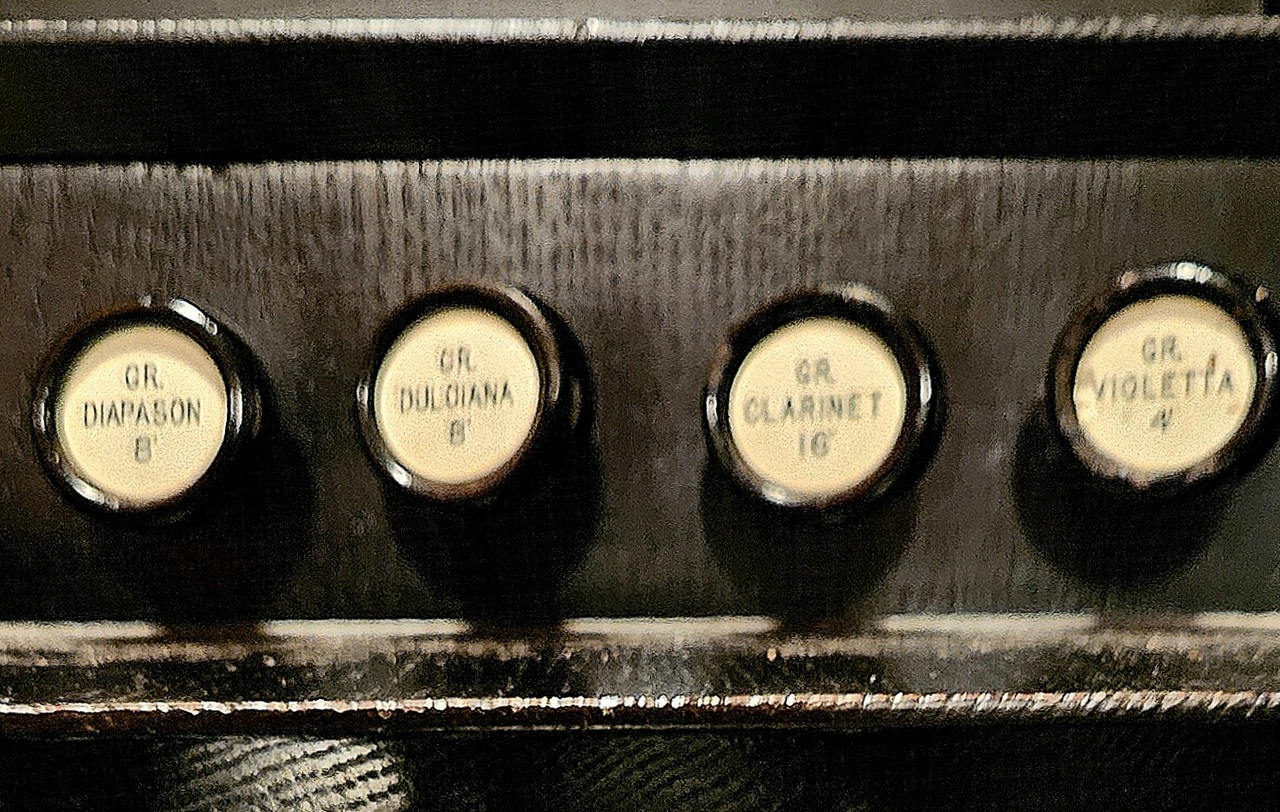 GR.
DIAPASON
8'
GR.
DULCIANA
8'
GR.
CLARINET
16'
GR.
VIOLETTA
4'